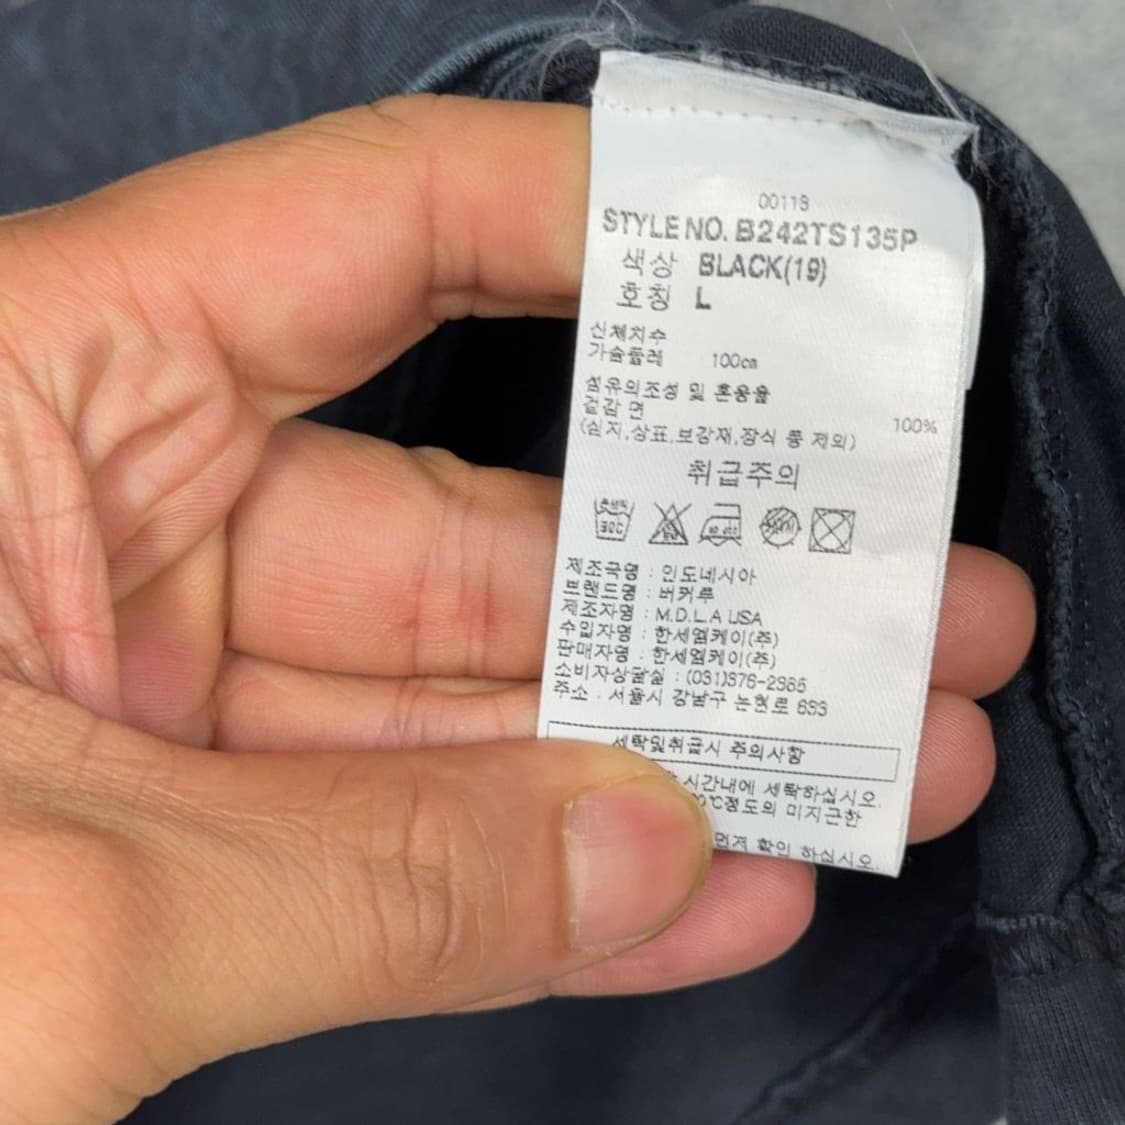 00119
STYLE NO. B242TS135P
색상 BLACK(19)
호칭 L
신체치수
가슴둘레 100cm
섬유의조성 및 혼용율
겉감 면 100%
(심지,상표,보강재,장식 등 제외)
취급주의
제조국명 : 인도네시아
브랜드명 : 버커루
제조자명 : M.D.L.A USA
수입자명 : 한세엠케이(주)
판매자명 : 한세엠케이(주)
소비자상담실 : (031)376-2985
주소 : 서울시 강남구 논현로 633
세탁및취급시 주의사항
시간내에 세탁하십시오.
0℃정도의 미지근한
먼저 확인 하십시오.